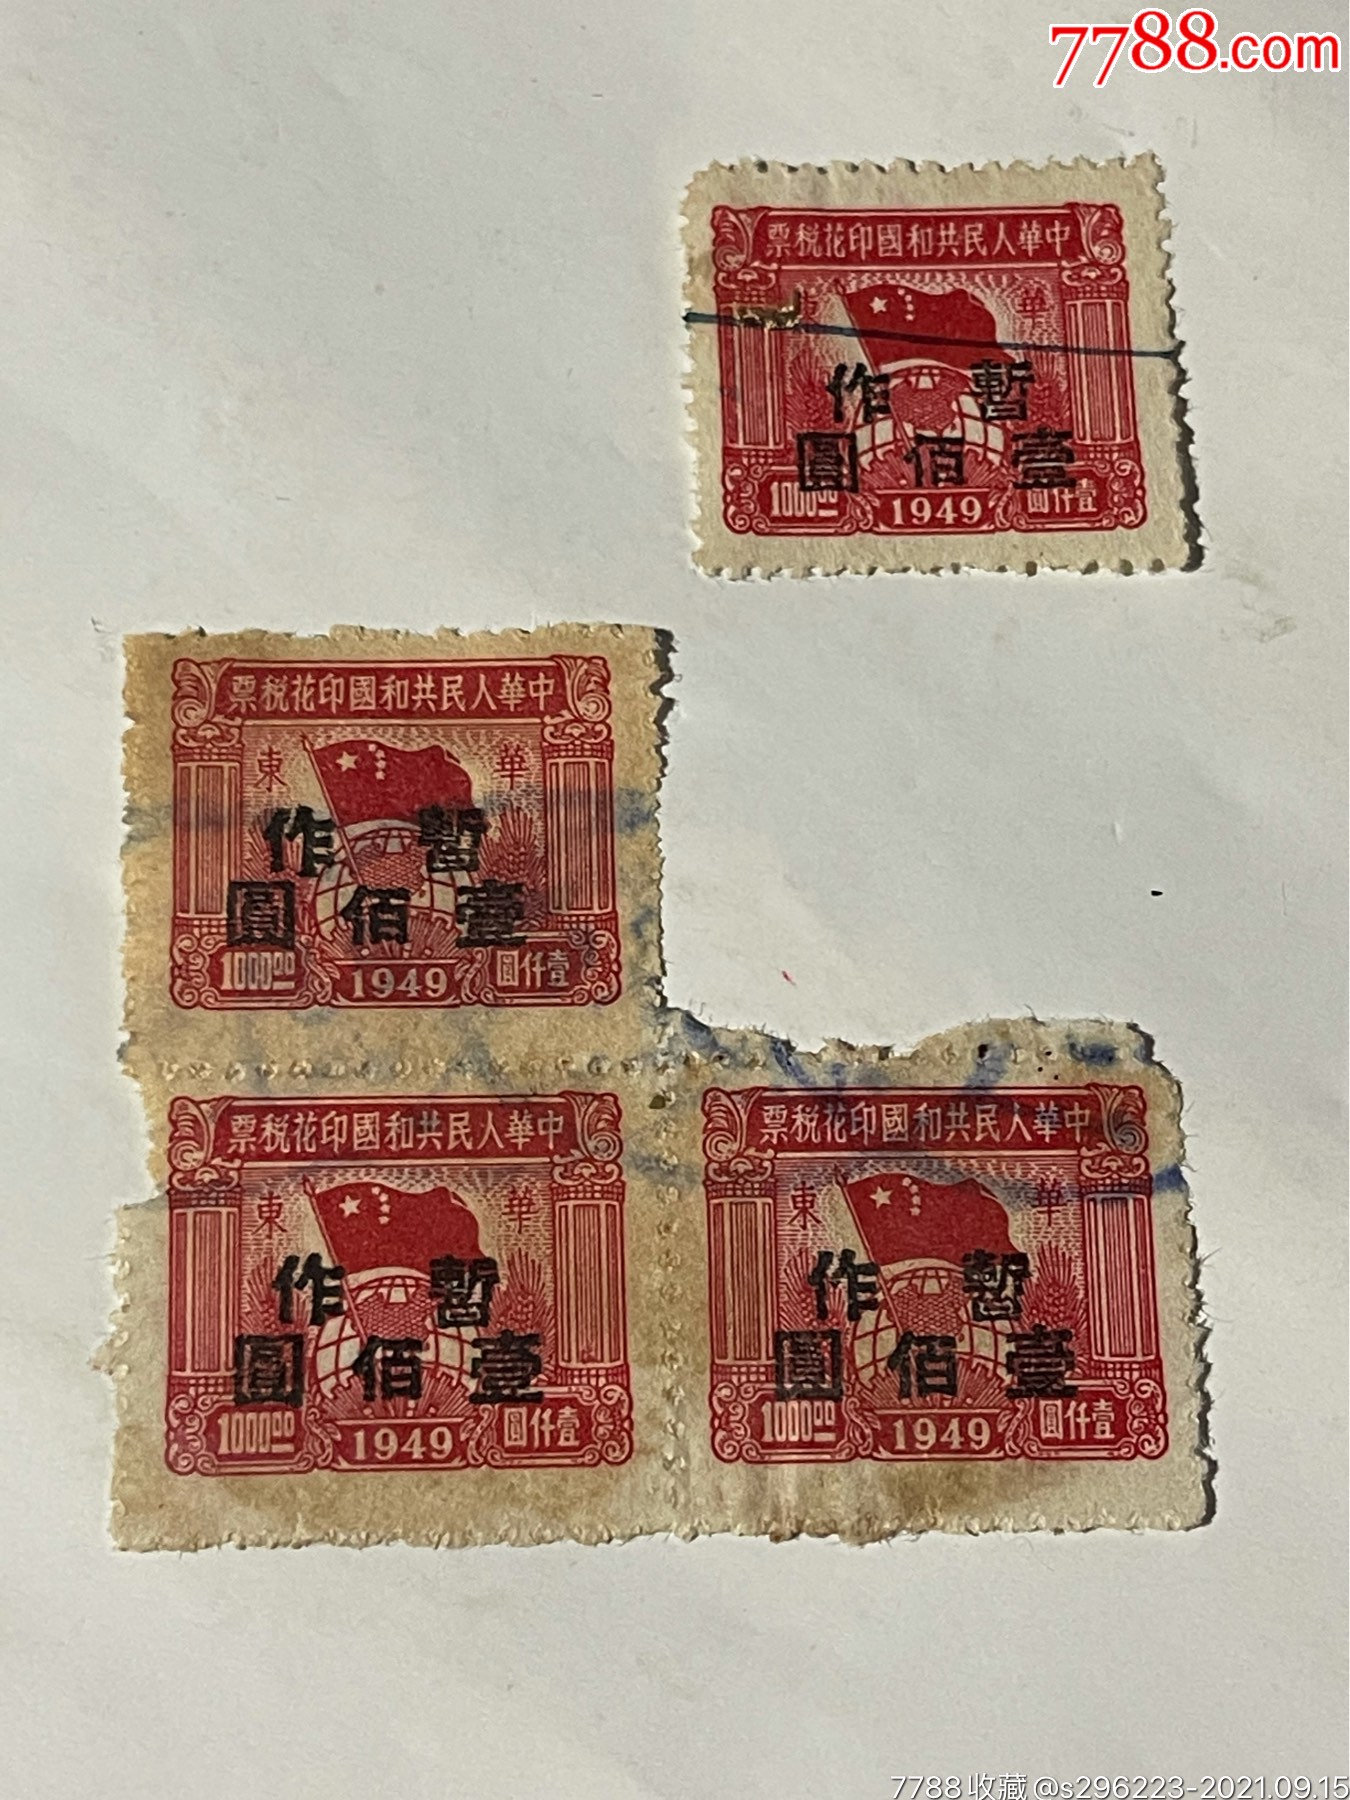 7788.com
中華人民共和國印花稅票
華
暫作
壹佰圓
1000.00 1949 壹仟圓
中華人民共和國印花稅票
華東
暫作
壹佰圓
1000.00 1949 壹仟圓
中華人民共和國印花稅票
華東
暫作
壹佰圓
1000.00 1949 壹仟圓
中華人民共和國印花稅票
華東
暫作
壹佰圓
1000.00 1949 壹仟圓
7788收藏@s296223-2021.09.15